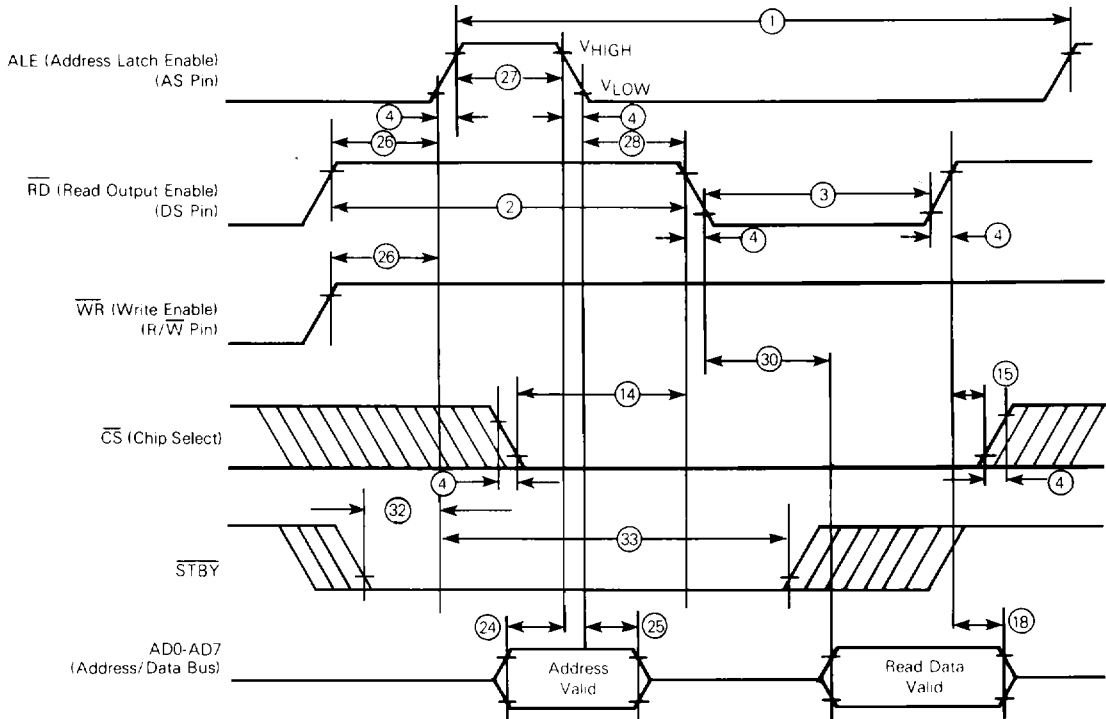 1
ALE (Address Latch Enable)
(AS Pin)
VHIGH
27
VLOW
4
4
26
28
RD (Read Output Enable)
(DS Pin)
2
3
4
4
26
WR (Write Enable)
(R/W Pin)
30
15
14
CS (Chip Select)
4
4
32
33
STBY
24
25
18
AD0-AD7
(Address/Data Bus)
Address
Valid
Read Data
Valid